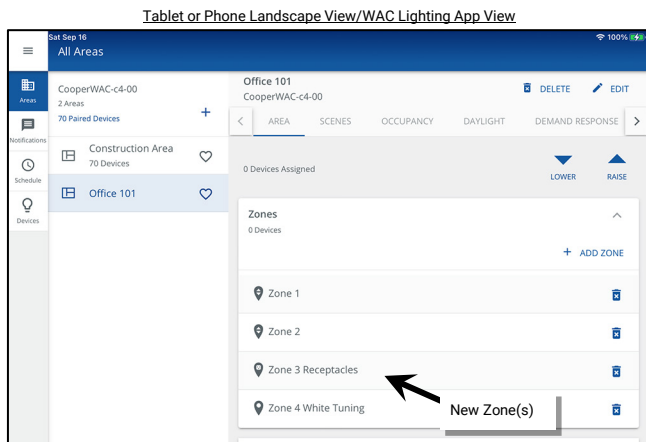 Tablet or Phone Landscape View/WAC Lighting App View
Sat Sep 16
100%
All Areas
Areas
Notifications
Schedule
Devices
CooperWAC-c4-00
2 Areas
70 Paired Devices
+
Construction Area
70 Devices
Office 101
Office 101
CooperWAC-c4-00
DELETE
EDIT
< AREA SCENES OCCUPANCY DAYLIGHT DEMAND RESPONSE >
0 Devices Assigned
LOWER
RAISE
Zones
0 Devices
+ ADD ZONE
Zone 1
Zone 2
Zone 3 Receptacles
Zone 4 White Tuning
New Zone(s)